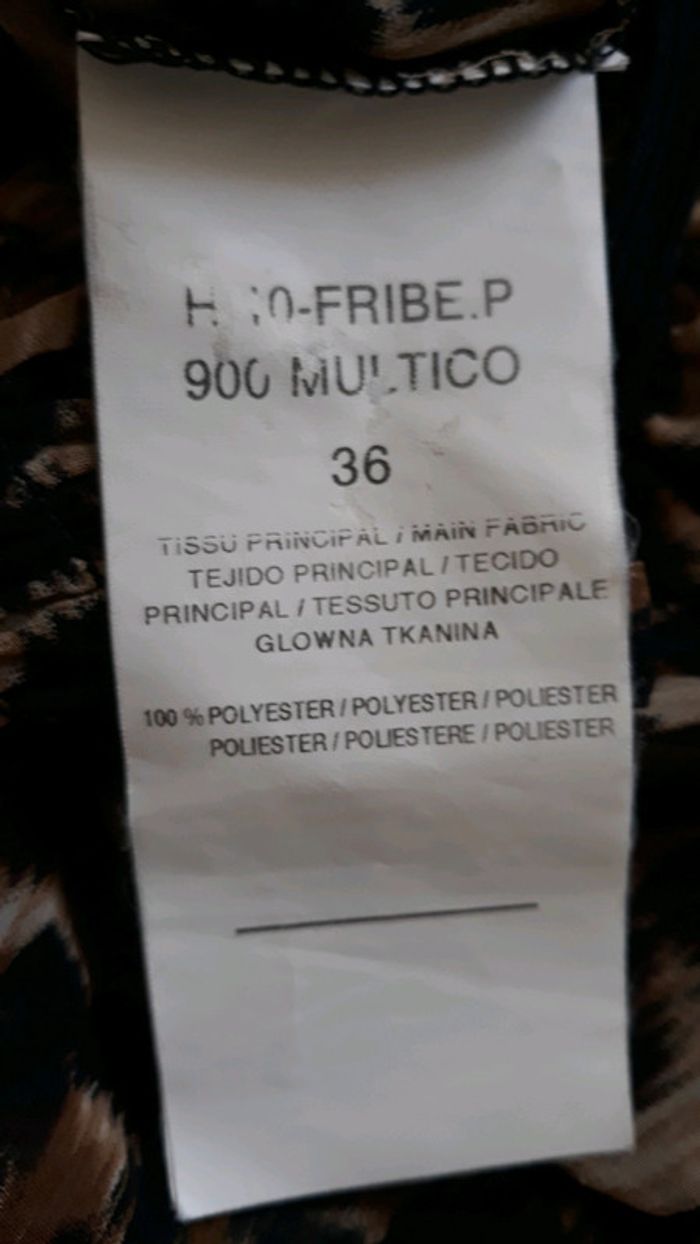 -FRIBE.P
900 MULTICO
36
TISSU PRINCIPAL / MAIN FABRIC
TEJIDO PRINCIPAL / TECIDO
PRINCIPAL / TESSUTO PRINCIPALE
GLOWNA TKANINA
100 % POLYESTER / POLYESTER / POLIESTER
POLIESTER / POLIESTERE / POLIESTER